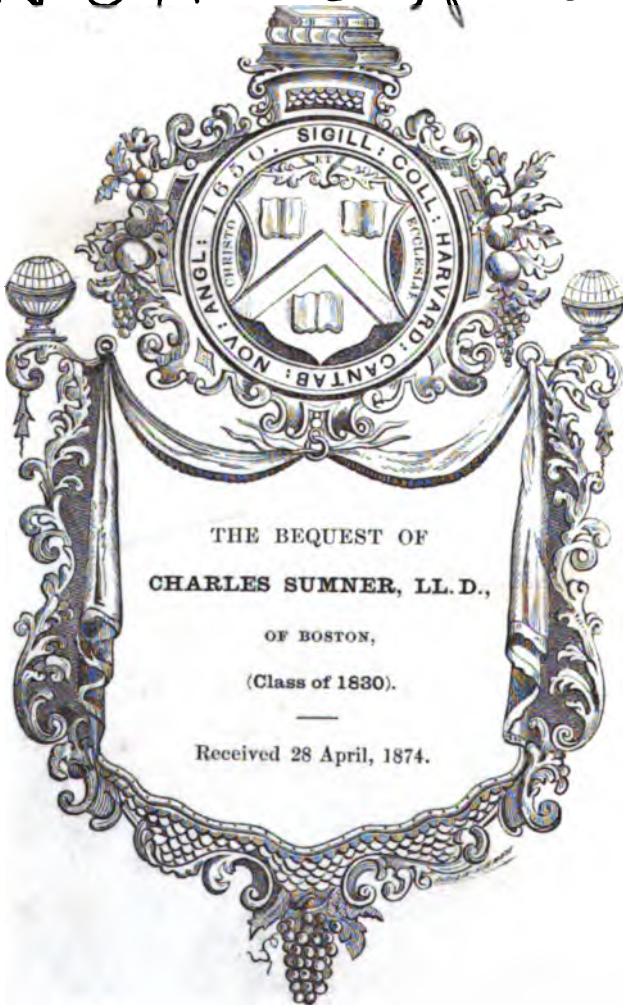 SIGILL: COLL: HARVARD: CANTAB: NOV: ANGL: 1650.
CHRISTO ET ECCLESIAE
THE BEQUEST OF
CHARLES SUMNER, LL.D.,
OF BOSTON,
(Class of 1830).
Received 28 April, 1874.